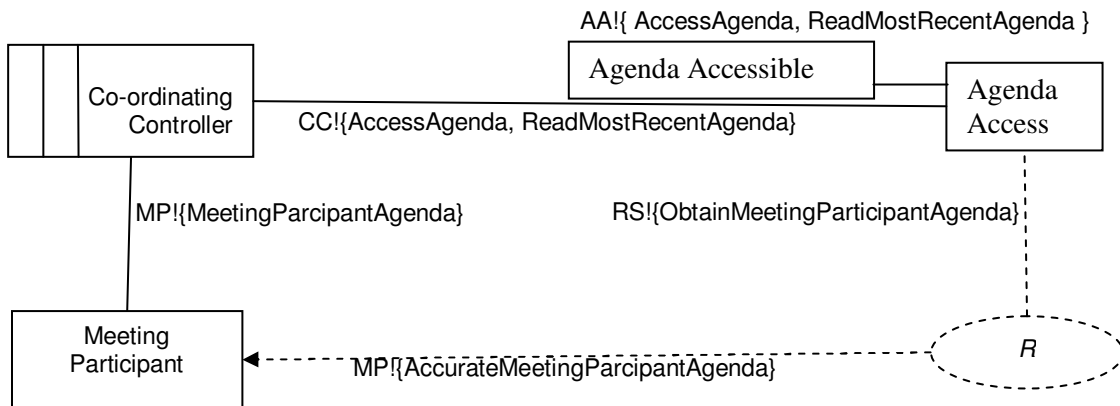 AA!{ AccessAgenda, ReadMostRecentAgenda }
Agenda Accessible
Agenda
Access
Co-ordinating
Controller
CC!{AccessAgenda, ReadMostRecentAgenda}
MP!{MeetingParcipantAgenda}
RS!{ObtainMeetingParticipantAgenda}
Meeting
Participant
R
MP!{AccurateMeetingParcipantAgenda}